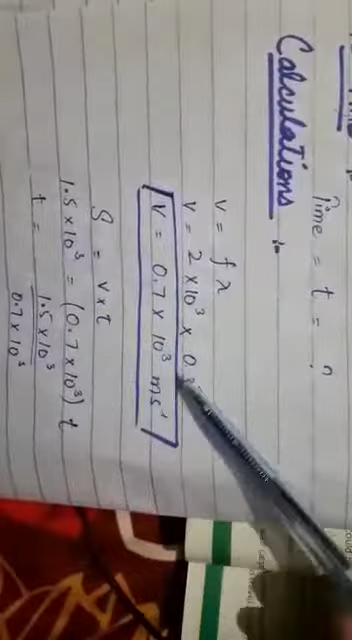 Time = t = ?
Calculations :-
v = f λ
v = 2 × 10³ × 0.
v = 0.7 × 10³ ms⁻¹
S = v × t
1.5 × 10³ = (0.7 × 10³) t
t = 1.5 × 10³
0.7 × 10³